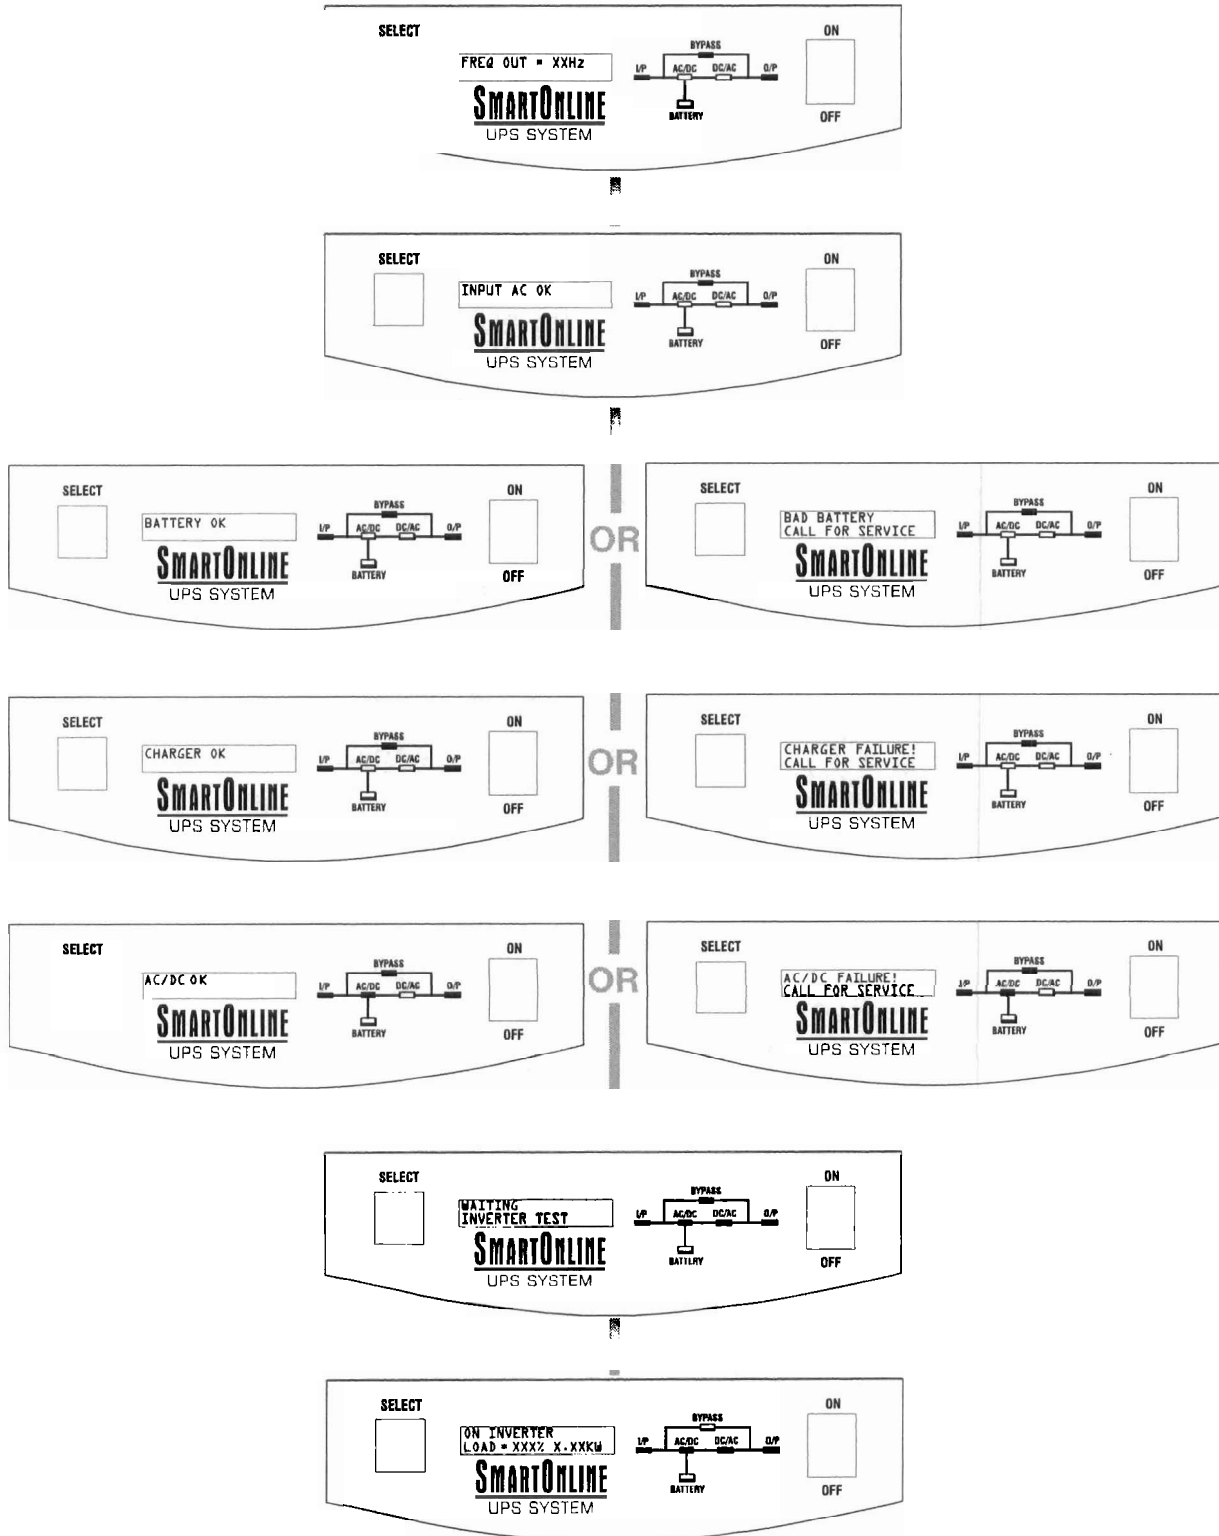 SELECT
ON
FREQ OUT = XXHz
BYPASS
I/P AC/DC DC/AC O/P
BATTERY
SMARTONLINE
UPS SYSTEM
OFF
SELECT
ON
INPUT AC OK
BYPASS
I/P AC/DC DC/AC O/P
BATTERY
SMARTONLINE
UPS SYSTEM
OFF
SELECT
ON
BATTERY OK
BYPASS
I/P AC/DC DC/AC O/P
BATTERY
SMARTONLINE
UPS SYSTEM
OFF
OR
SELECT
ON
BAD BATTERY
CALL FOR SERVICE
BYPASS
I/P AC/DC DC/AC O/P
BATTERY
SMARTONLINE
UPS SYSTEM
OFF
SELECT
ON
CHARGER OK
BYPASS
I/P AC/DC DC/AC O/P
BATTERY
SMARTONLINE
UPS SYSTEM
OFF
OR
SELECT
ON
CHARGER FAILURE!
CALL FOR SERVICE
BYPASS
I/P AC/DC DC/AC O/P
BATTERY
SMARTONLINE
UPS SYSTEM
OFF
SELECT
ON
AC/DC OK
BYPASS
I/P AC/DC DC/AC O/P
BATTERY
SMARTONLINE
UPS SYSTEM
OFF
OR
SELECT
ON
AC/DC FAILURE!
CALL FOR SERVICE
BYPASS
I/P AC/DC DC/AC O/P
BATTERY
SMARTONLINE
UPS SYSTEM
OFF
SELECT
ON
WAITING
INVERTER TEST
BYPASS
I/P AC/DC DC/AC O/P
BATTERY
SMARTONLINE
UPS SYSTEM
OFF
SELECT
ON
ON INVERTER
LOAD = XXX% X.XXKW
BYPASS
I/P AC/DC DC/AC O/P
BATTERY
SMARTONLINE
UPS SYSTEM
OFF